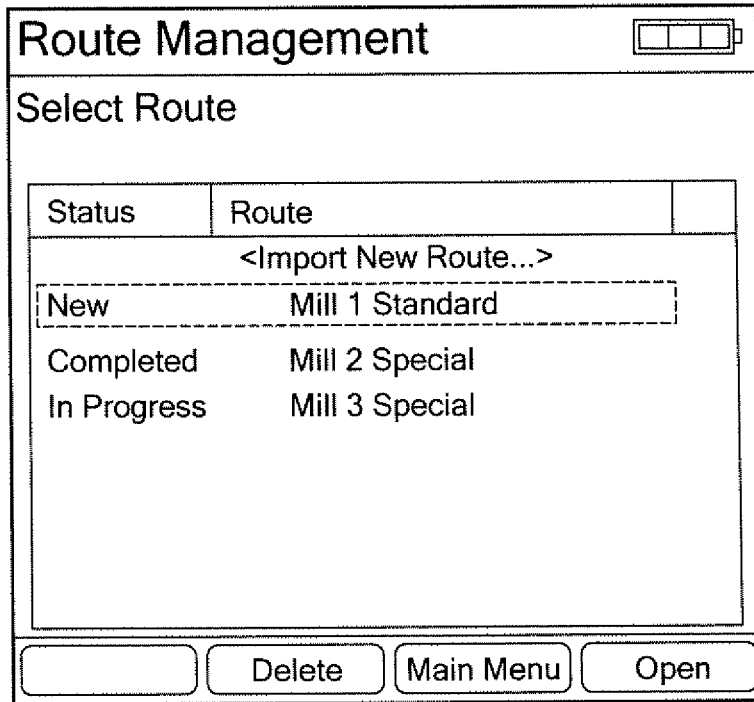 Route Management
Select Route
Status Route
<Import New Route...>
New Mill 1 Standard
Completed Mill 2 Special
In Progress Mill 3 Special
Delete Main Menu Open